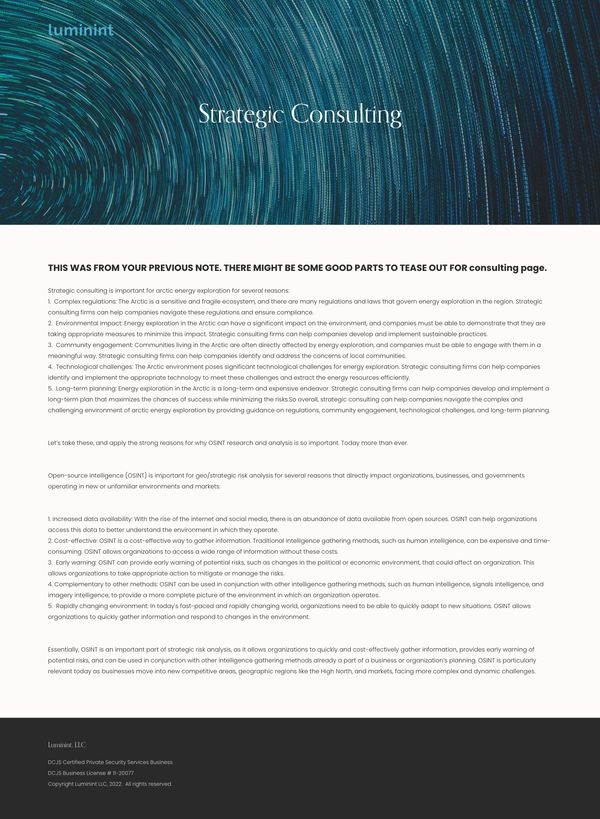 luminint
Strategic Consulting
THIS WAS FROM YOUR PREVIOUS NOTE. THERE MIGHT BE SOME GOOD PARTS TO TEASE OUT FOR consulting page.
Strategic consulting is important for arctic energy exploration for several reasons:
1. Complex regulations: The Arctic is a sensitive and fragile ecosystem, and there are many regulations and laws that govern energy exploration in the region. Strategic
consulting firms can help companies navigate these regulations and ensure compliance.
2. Environmental impact: Energy exploration in the Arctic can have a significant impact on the environment, and companies must be able to demonstrate that they are
taking appropriate measures to minimize this impact. Strategic consulting firms can help companies develop and implement sustainable practices.
3. Community engagement: Communities living in the Arctic are often directly affected by energy exploration, and companies must be able to engage with them in a
meaningful way. Strategic consulting firms can help companies identify and address the concerns of local communities.
4. Technological challenges: The Arctic environment poses significant technological challenges for energy exploration. Strategic consulting firms can help companies
identify and implement the appropriate technology to meet these challenges and extract the energy resources efficiently.
5. Long-term planning: Energy exploration in the Arctic is a long-term and expensive endeavor. Strategic consulting firms can help companies develop and implement a
long-term plan that maximizes the chances of success while minimizing the risks.So overall, strategic consulting firms can help companies navigate the complex and
challenging environment of arctic energy exploration by providing guidance on regulations, community engagement, technological challenges, and long-term planning.
Let's take these, and apply the strong reasons for why OSINT research and analysis is so important. Today more than ever.
Open-source intelligence (OSINT) is important for geo/strategic risk analysis for several reasons that directly impact organizations, businesses, and governments
operating in new or unfamiliar environments and markets:
1. Increased data availability: With the rise of the internet and social media, there is an abundance of data available from open sources. OSINT can help organizations
access this data to better understand the environment in which they operate.
2. Cost-effective: OSINT is a cost-effective way to gather information. Traditional intelligence gathering methods, such as human intelligence, can be expensive and time-
consuming. OSINT allows organizations to access a wide range of information without these costs.
3. Early warning: OSINT can provide early warning of potential risks, such as changes in the political or economic environment, that could affect an organization. This
allows organizations to take appropriate action to mitigate or manage the risks.
4. Complementary to other methods: OSINT can be used in conjunction with other intelligence gathering methods, such as human intelligence, signals intelligence, and
imagery intelligence, to provide a more complete picture of the environment in which an organization operates.
5. Rapidly changing environment: In today's fast-paced and rapidly changing world, organizations need to be able to quickly adapt to new situations. OSINT allows
organizations to quickly gather information and respond to changes in the environment.
Essentially, OSINT is an important part of strategic risk analysis, as it allows organizations to quickly and cost-effectively gather information, provides early warning of
potential risks, and can be used in conjunction with other intelligence gathering methods already a part of a business or organization's planning. OSINT is particularly
relevant today as businesses move into new competitive areas, geographic regions like the High North, and markets, facing more complex and dynamic challenges.
Luminint, LLC
DCJS Certified Private Security Services Business
DCJS Business License # 11-20077
Copyright Luminint LLC, 2022. All rights reserved.